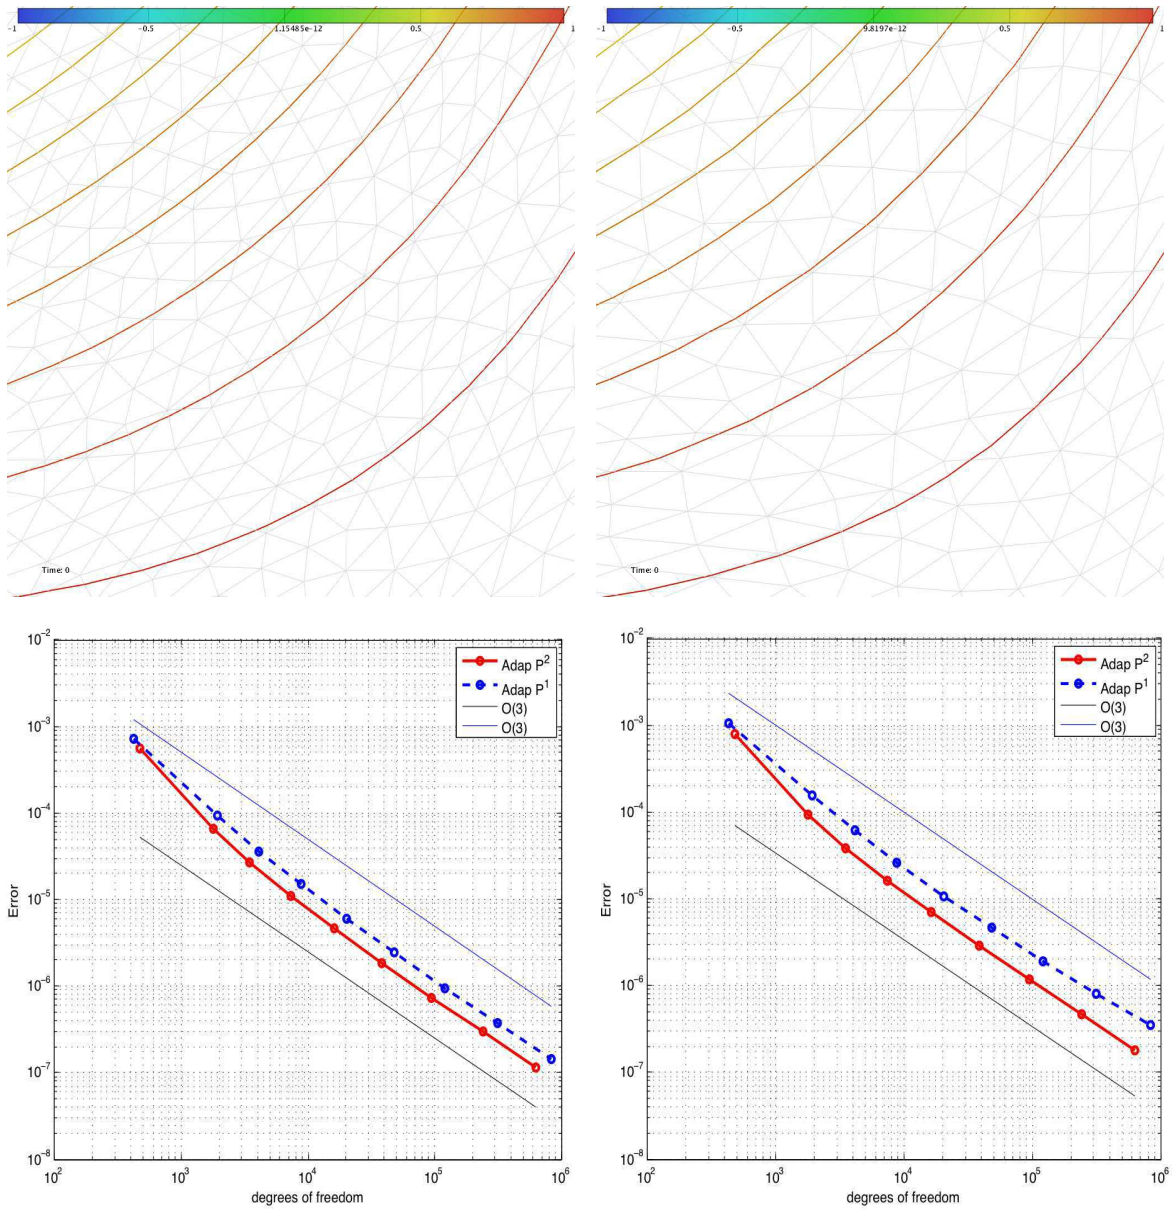 -1 -0.5 1.15485e-12 0.5 1
Time: 0
-1 -0.5 9.8197e-12 0.5 1
Time: 0
10^-2
10^-3
10^-4
10^-5
10^-6
10^-7
10^-8
Error
Adap P^2
Adap P^1
O(3)
O(3)
10^2 10^3 10^4 10^5 10^6
degrees of freedom
10^-2
10^-3
10^-4
10^-5
10^-6
10^-7
10^-8
Error
Adap P^2
Adap P^1
O(3)
O(3)
10^2 10^3 10^4 10^5 10^6
degrees of freedom